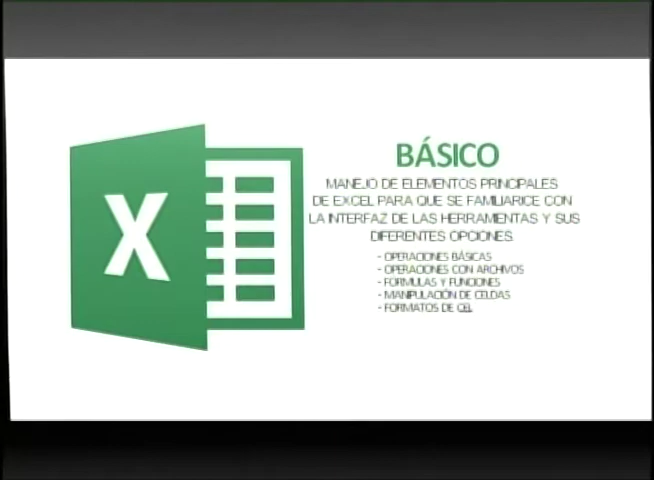 X
BÁSICO
MANEJO DE ELEMENTOS PRINCIPALES
DE EXCEL PARA QUE SE FAMILIARICE CON
LA INTERFAZ DE LAS HERRAMIENTAS Y SUS
DIFERENTES OPCIONES.
- OPERACIONES BÁSICAS
- OPERACIONES CON ARCHIVOS
- FORMULAS Y FUNCIONES
- MANIPULACIÓN DE CELDAS
- FORMATOS DE CEL